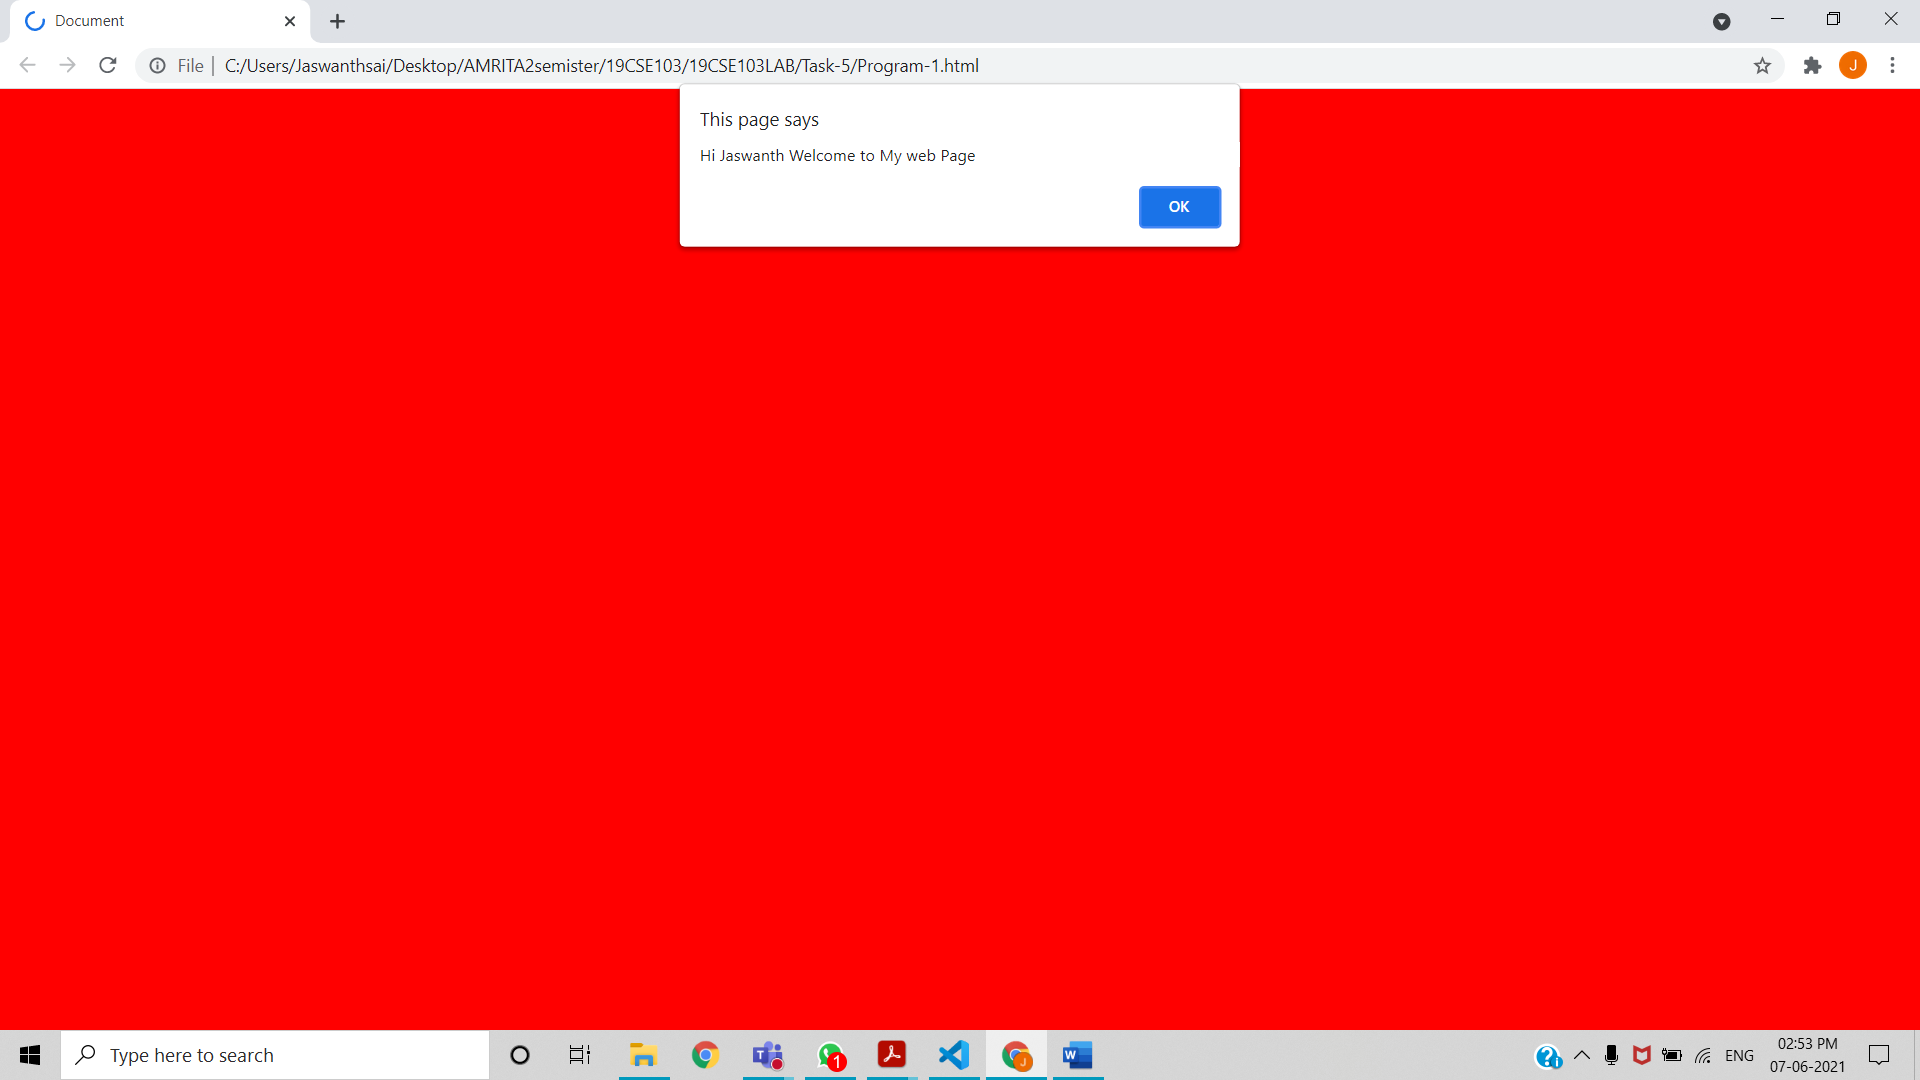 Document
File
C:/Users/Jaswanthsai/Desktop/AMRITA2semister/19CSE103/19CSE103LAB/Task-5/Program-1.html
J
This page says
Hi Jaswanth Welcome to My web Page
OK
Type here to search
T
1
J
W
?
i
ENG
02:53 PM
07-06-2021